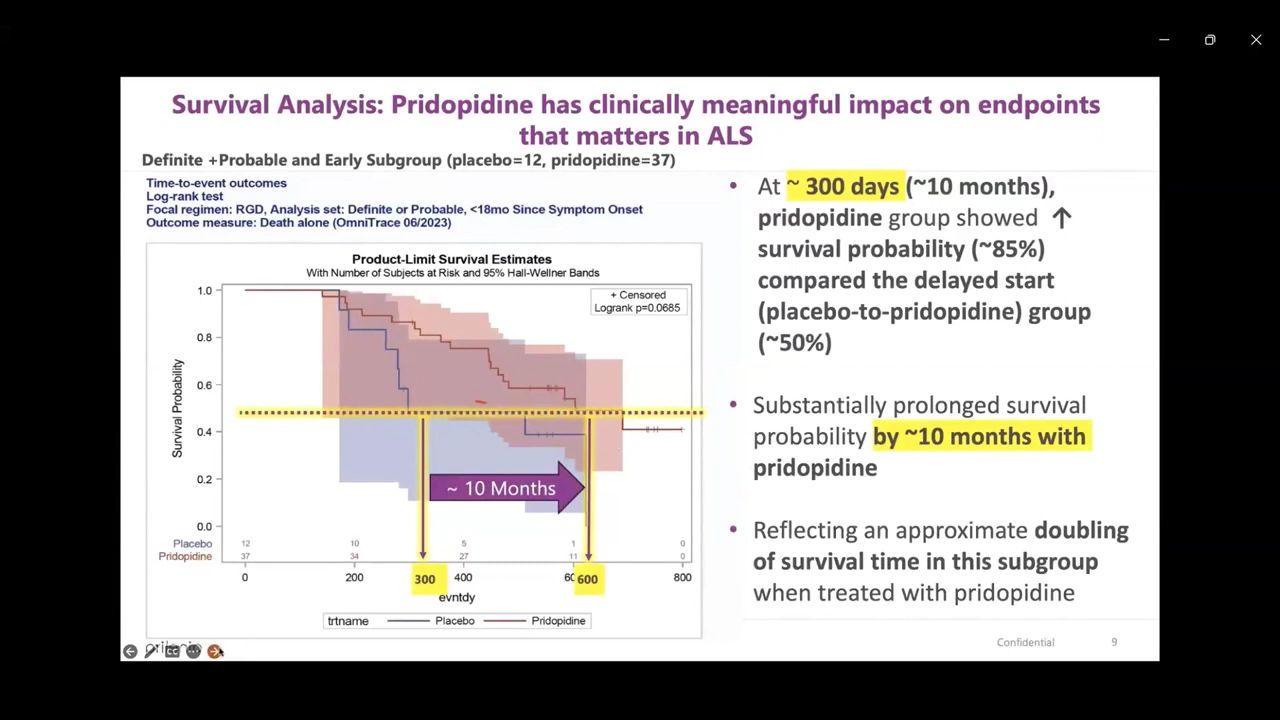 Survival Analysis: Pridopidine has clinically meaningful impact on endpoints
that matters in ALS
Definite +Probable and Early Subgroup (placebo=12, pridopidine=37)
Time-to-event outcomes
Log-rank test
Focal regimen: RGD, Analysis set: Definite or Probable, <18mo Since Symptom Onset
Outcome measure: Death alone (OmniTrace 06/2023)
Product-Limit Survival Estimates
With Number of Subjects at Risk and 95% Hall-Wellner Bands
+ Censored
Logrank p=0.0685
Survival Probability
1.0
0.8
0.6
0.4
0.2
0.0
~ 10 Months
Placebo 12 10 5 1 0
Pridopidine 37 34 27 11 0
0 200 300 400 600 800
evntdy
trtname Placebo Pridopidine
• At ~ 300 days (~10 months),
pridopidine group showed ↑
survival probability (~85%)
compared the delayed start
(placebo-to-pridopidine) group
(~50%)
• Substantially prolonged survival
probability by ~10 months with
pridopidine
• Reflecting an approximate doubling
of survival time in this subgroup
when treated with pridopidine
CC
Confidential 9